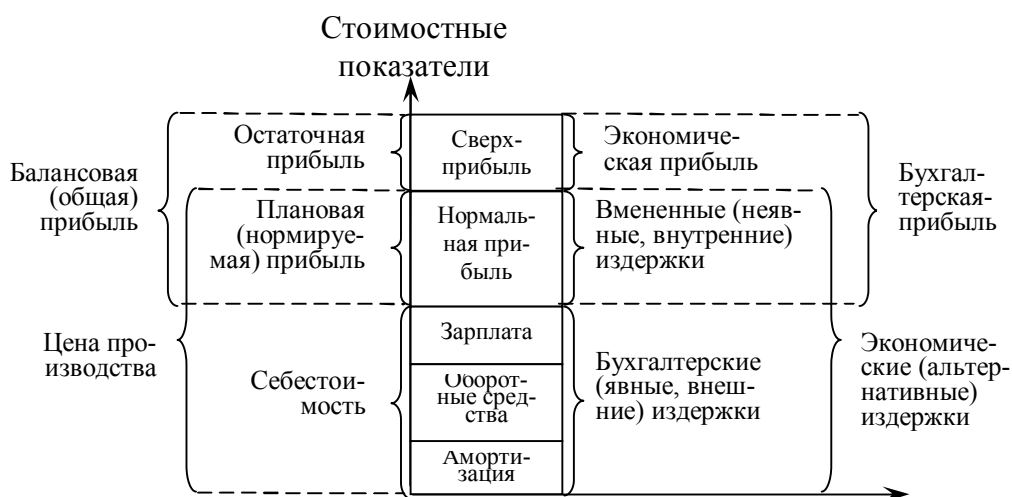 Стоимостные
показатели
Балансовая
(общая)
прибыль
Остаточная
прибыль
Сверх-
прибыль
Экономиче-
ская прибыль
Бухгал-
терская-
прибыль
Плановая
(нормируе-
мая) прибыль
Нормаль-
ная при-
быль
Вмененные (неяв-
ные, внутренние)
издержки
Цена про-
изводства
Себестои-
мость
Зарплата
Оборот-
ные сред-
ства
Аморти-
зация
Бухгалтерские
(явные, внеш-
ние) издержки
Экономиче-
ские (альтер-
нативные)
издержки